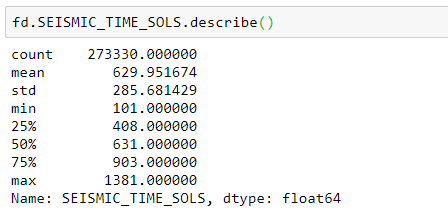 fd.SEISMIC_TIME_SOLS.describe()
count    273330.000000
mean        629.951674
std         285.681429
min         101.000000
25%         408.000000
50%         631.000000
75%         903.000000
max        1381.000000
Name: SEISMIC_TIME_SOLS, dtype: float64